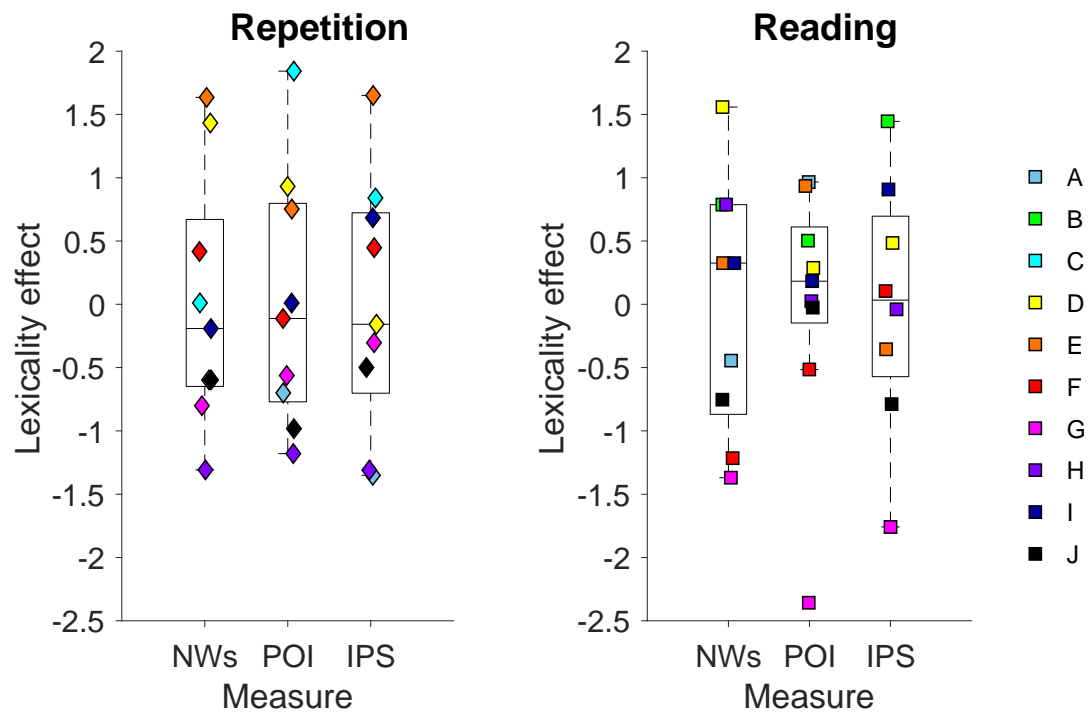 Repetition
Lexicality effect
2
1.5
1
0.5
0
-0.5
-1
-1.5
-2
-2.5
NWs POI IPS
Measure
Reading
Lexicality effect
2
1.5
1
0.5
0
-0.5
-1
-1.5
-2
-2.5
NWs POI IPS
Measure
A
B
C
D
E
F
G
H
I
J